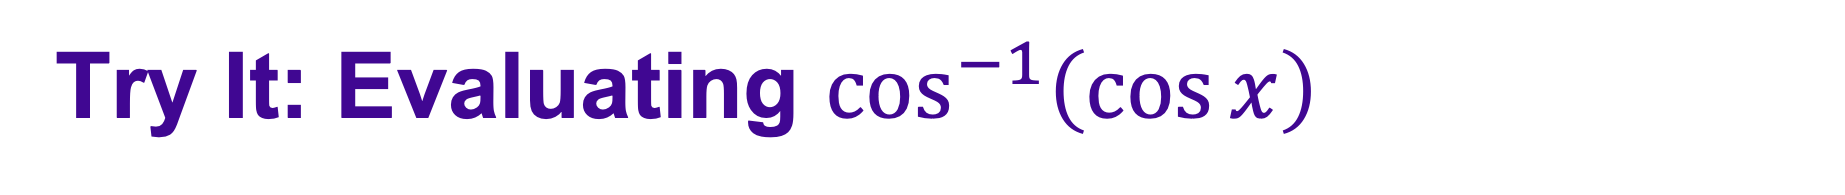 Try It: Evaluating cos⁻¹(cos x)